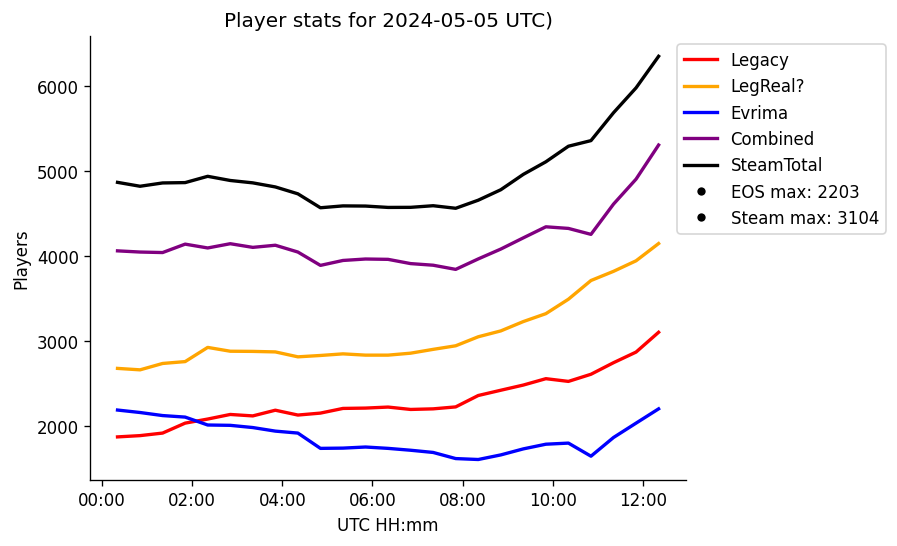 Player stats for 2024-05-05 UTC)
Legacy
LegReal?
Evrima
Combined
SteamTotal
EOS max: 2203
Steam max: 3104
Players
6000
5000
4000
3000
2000
00:00 02:00 04:00 06:00 08:00 10:00 12:00
UTC HH:mm